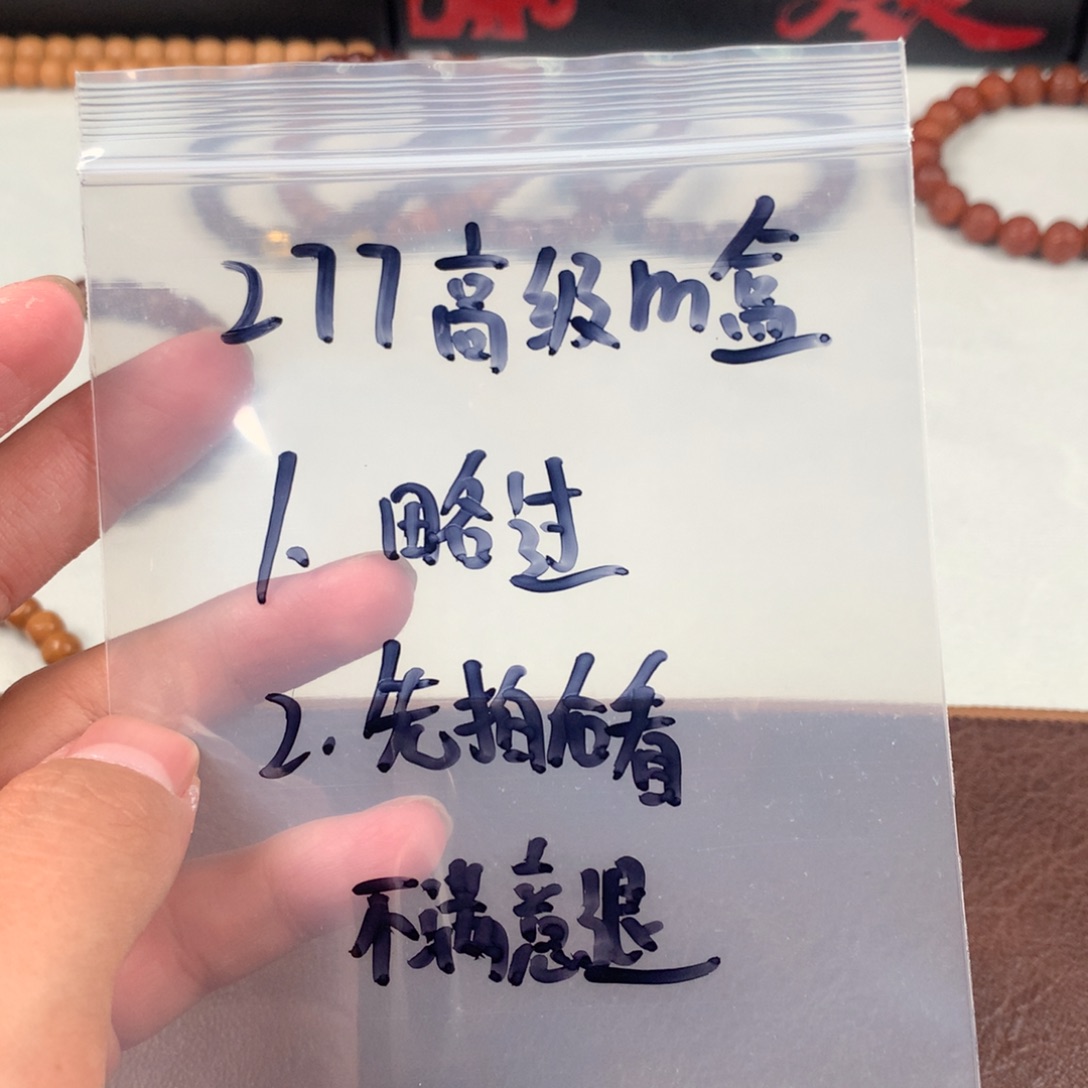 277高级m盒
1、略过
2.先拍后看
不满意退